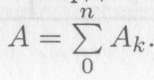 A = \sum_{0}^{n} A_k.